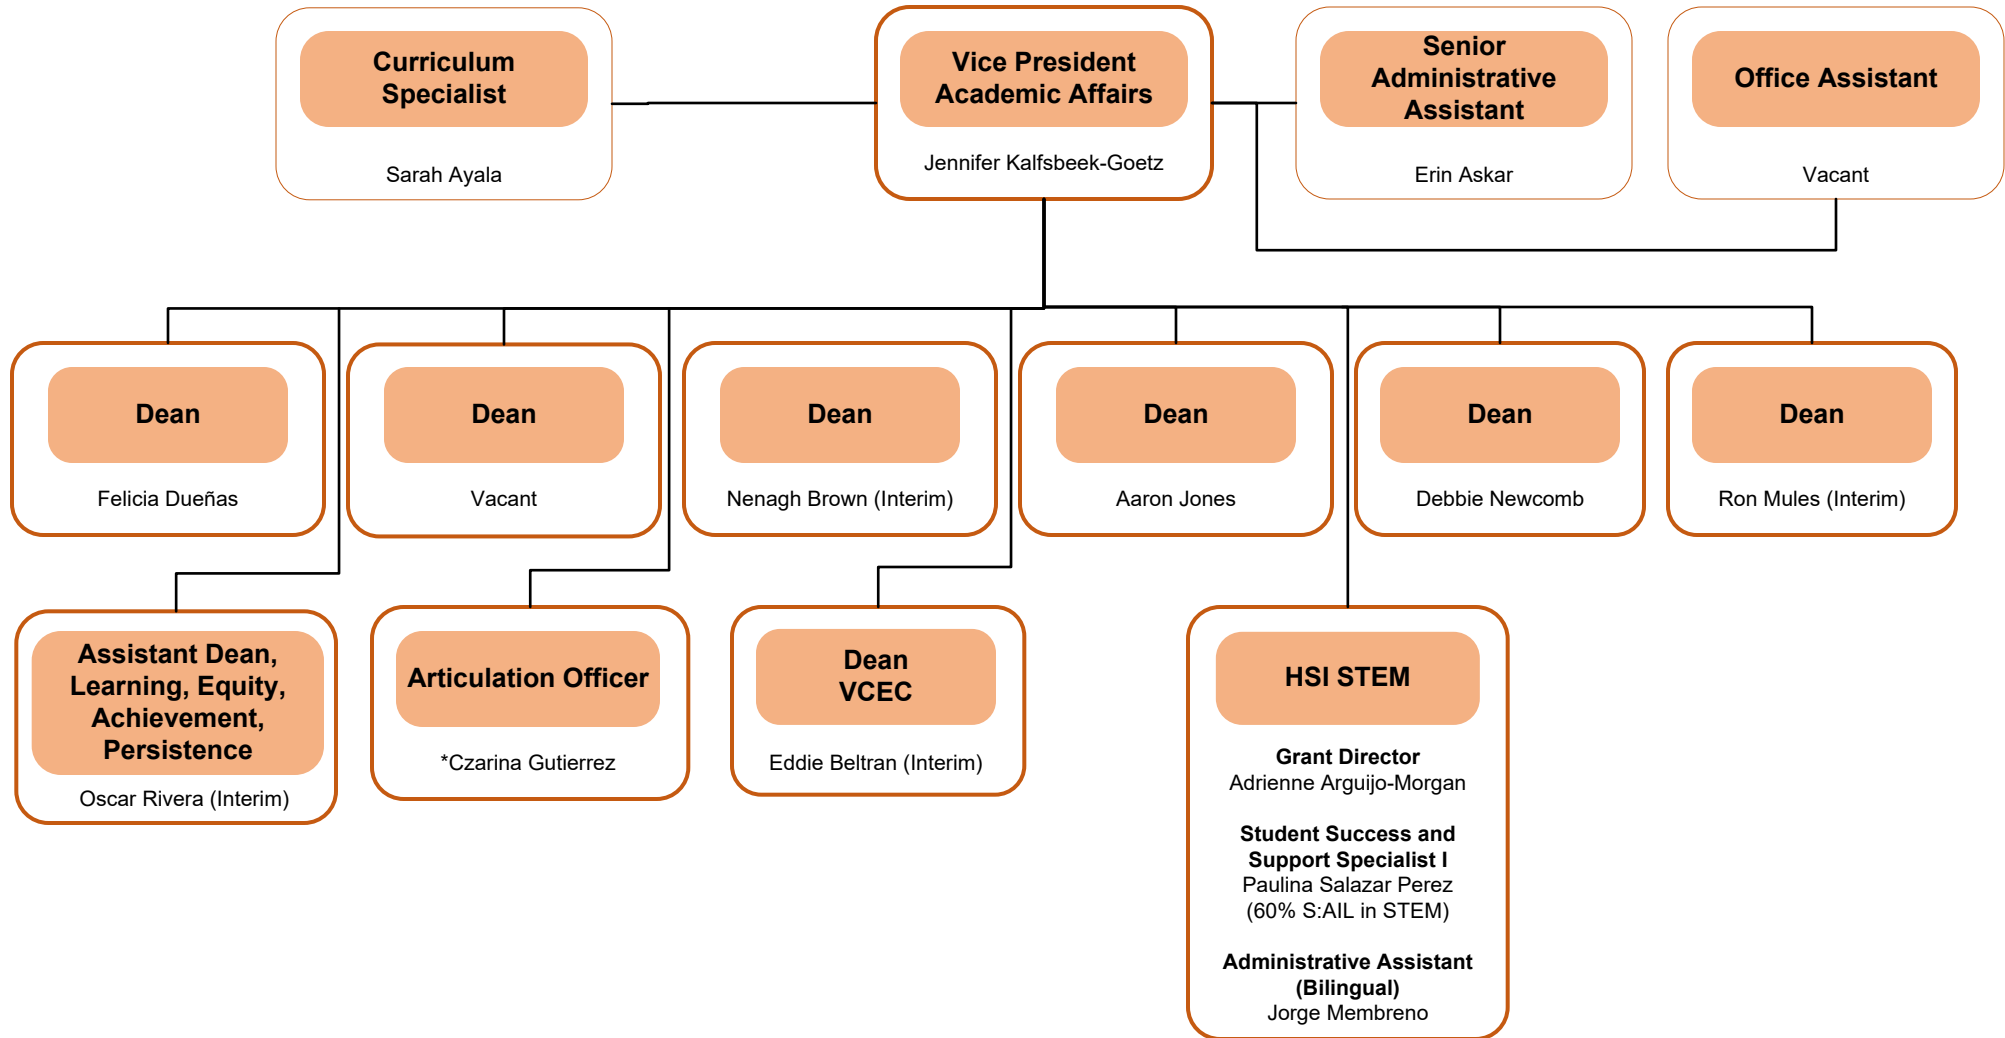 Curriculum
Specialist
Sarah Ayala
Vice President
Academic Affairs
Jennifer Kalfsbeek-Goetz
Senior
Administrative
Assistant
Erin Askar
Office Assistant
Vacant
Dean
Felicia Dueñas
Dean
Vacant
Dean
Nenagh Brown (Interim)
Dean
Aaron Jones
Dean
Debbie Newcomb
Dean
Ron Mules (Interim)
Assistant Dean,
Learning, Equity,
Achievement,
Persistence
Oscar Rivera (Interim)
Articulation Officer
*Czarina Gutierrez
Dean
VCEC
Eddie Beltran (Interim)
HSI STEM
Grant Director
Adrienne Arguijo-Morgan
Student Success and
Support Specialist I
Paulina Salazar Perez
(60% S:AIL in STEM)
Administrative Assistant
(Bilingual)
Jorge Membreno